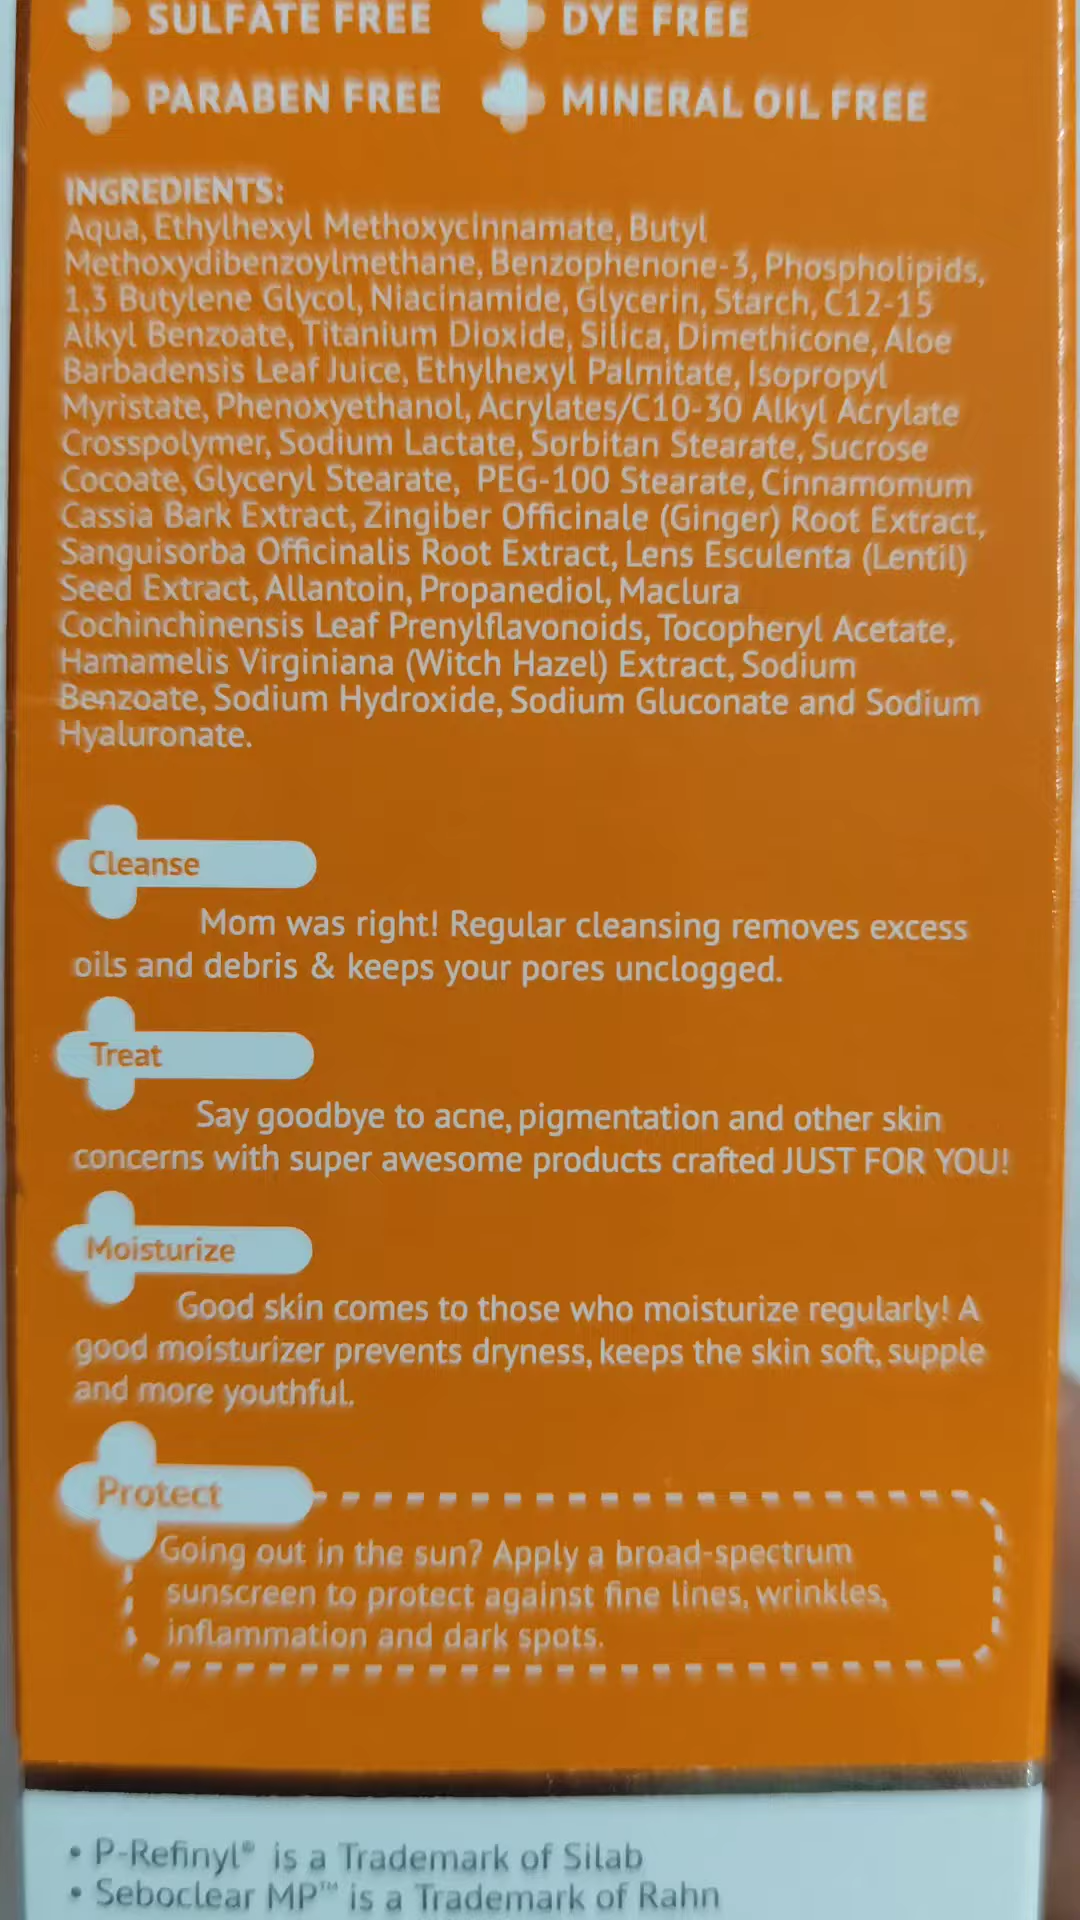 SULFATE FREE DYE FREE
PARABEN FREE MINERAL OIL FREE
INGREDIENTS:
Aqua, Ethylhexyl Methoxycinnamate, Butyl
Methoxydibenzoylmethane, Benzophenone-3, Phospholipids,
1,3 Butylene Glycol, Niacinamide, Glycerin, Starch, C12-15
Alkyl Benzoate, Titanium Dioxide, Silica, Dimethicone, Aloe
Barbadensis Leaf Juice, Ethylhexyl Palmitate, Isopropyl
Myristate, Phenoxyethanol, Acrylates/C10-30 Alkyl Acrylate
Crosspolymer, Sodium Lactate, Sorbitan Stearate, Sucrose
Cocoate, Glyceryl Stearate, PEG-100 Stearate, Cinnamomum
Cassia Bark Extract, Zingiber Officinale (Ginger) Root Extract,
Sanguisorba Officinalis Root Extract, Lens Esculenta (Lentil)
Seed Extract, Allantoin, Propanediol, Maclura
Cochinchinensis Leaf Prenylflavonoids, Tocopheryl Acetate,
Hamamelis Virginiana (Witch Hazel) Extract, Sodium
Benzoate, Sodium Hydroxide, Sodium Gluconate and Sodium
Hyaluronate.
Cleanse
Mom was right! Regular cleansing removes excess
oils and debris & keeps your pores unclogged.
Treat
Say goodbye to acne, pigmentation and other skin
concerns with super awesome products crafted JUST FOR YOU!
Moisturize
Good skin comes to those who moisturize regularly! A
good moisturizer prevents dryness, keeps the skin soft, supple
and more youthful.
Protect
Going out in the sun? Apply a broad-spectrum
sunscreen to protect against fine lines, wrinkles,
inflammation and dark spots.
• P-Refinyl® is a Trademark of Silab
• Seboclear MP™ is a Trademark of Rahn